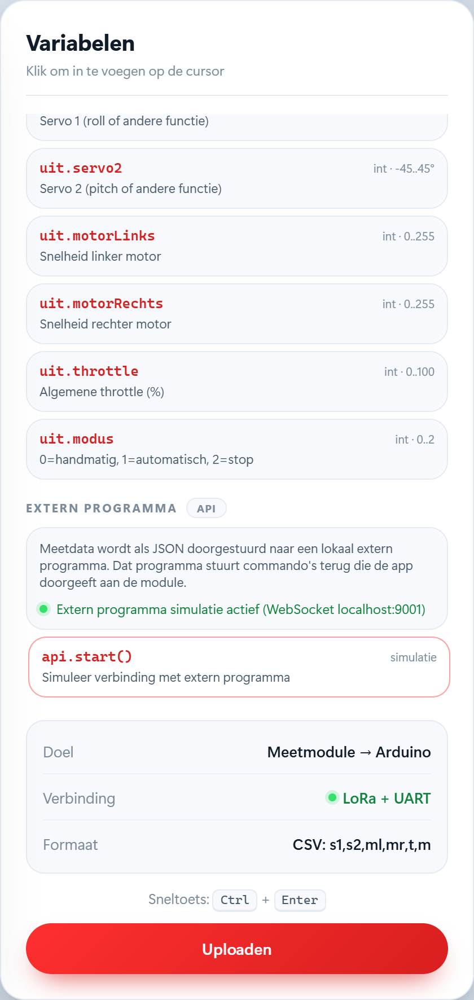 Variabelen
Klik om in te voegen op de cursor
Servo 1 (roll of andere functie)
uit.servo2 int · -45..45°
Servo 2 (pitch of andere functie)
uit.motorLinks int · 0..255
Snelheid linker motor
uit.motorRechts int · 0..255
Snelheid rechter motor
uit.throttle int · 0..100
Algemene throttle (%)
uit.modus int · 0..2
0=handmatig, 1=automatisch, 2=stop
EXTERN PROGRAMMA API
Meetdata wordt als JSON doorgestuurd naar een lokaal extern
programma. Dat programma stuurt commando's terug die de app
doorgeeft aan de module.
Extern programma simulatie actief (WebSocket localhost:9001)
api.start() simulatie
Simuleer verbinding met extern programma
Doel Meetmodule → Arduino
Verbinding LoRa + UART
Formaat CSV: s1,s2,ml,mr,t,m
Sneltoets: Ctrl + Enter
Uploaden